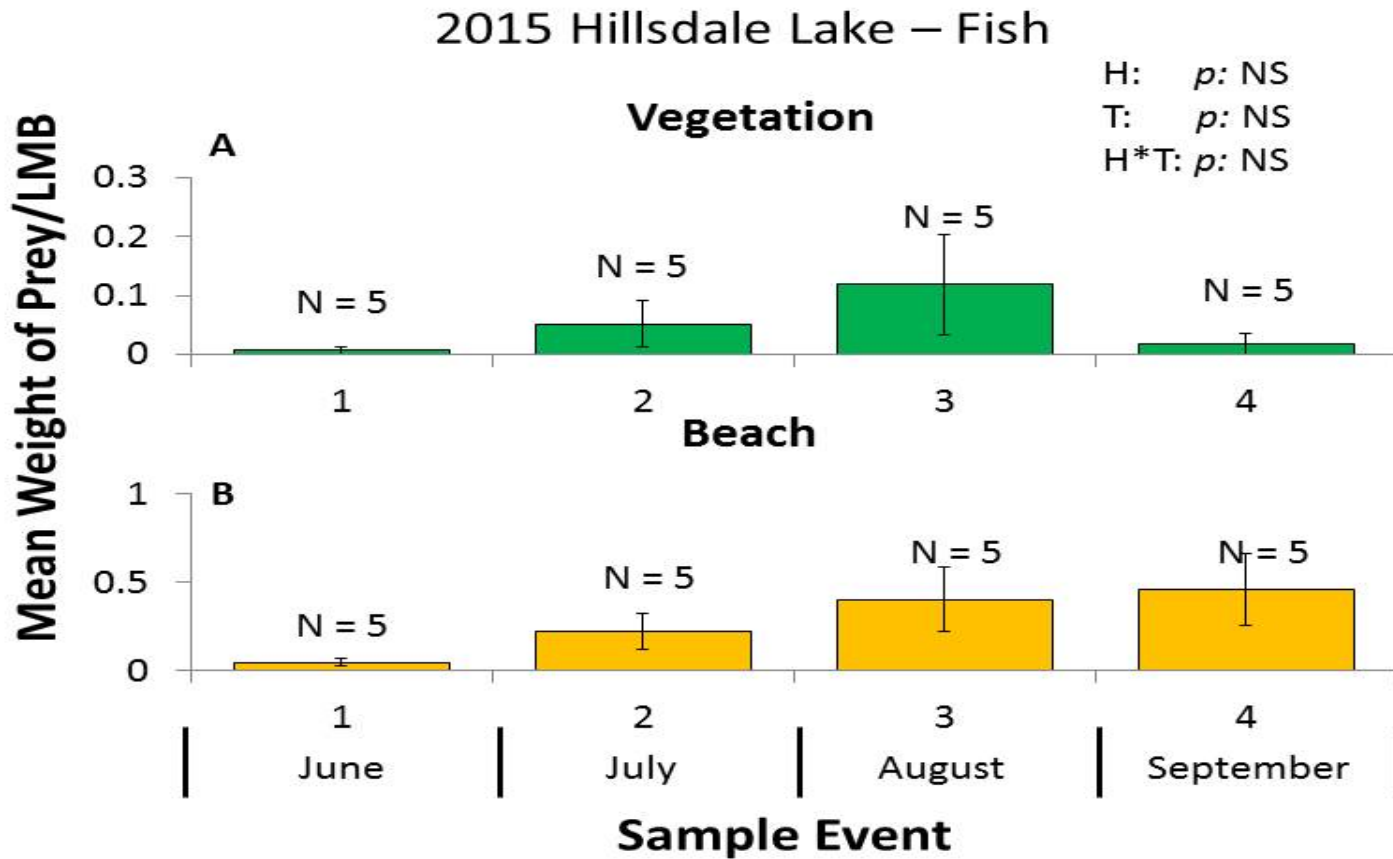 2015 Hillsdale Lake – Fish
H: p: NS
T: p: NS
H*T: p: NS
Mean Weight of Prey/LMB
Vegetation
A
0.3
0.2
0.1
0
N = 5
N = 5
N = 5
N = 5
1 2 3 4
Beach
B
1
0.5
0
N = 5
N = 5
N = 5
N = 5
1 2 3 4
June July August September
Sample Event